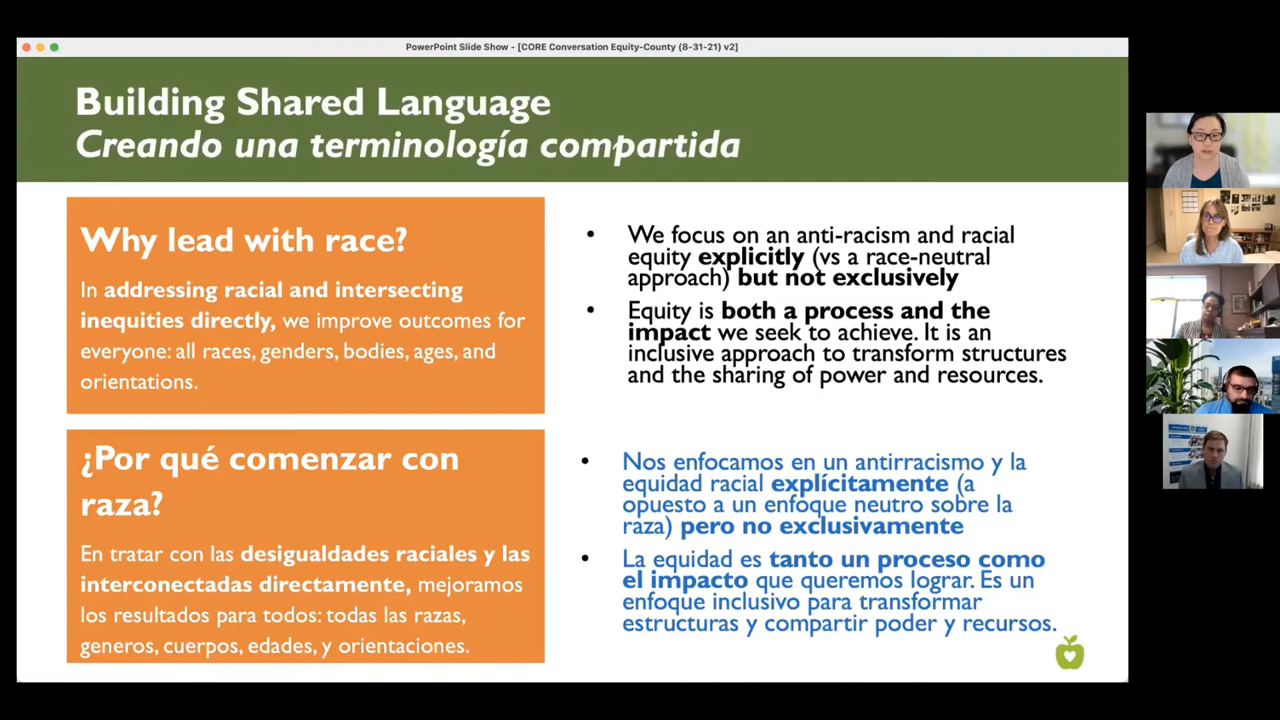 PowerPoint Slide Show - [CORE Conversation Equity-County (8-31-21) v2]
Building Shared Language
Creando una terminología compartida
Why lead with race?
In addressing racial and intersecting
inequities directly, we improve outcomes for
everyone: all races, genders, bodies, ages, and
orientations.
• We focus on an anti-racism and racial
equity explicitly (vs a race-neutral
approach) but not exclusively
• Equity is both a process and the
impact we seek to achieve. It is an
inclusive approach to transform structures
and the sharing of power and resources.
¿Por qué comenzar con
raza?
En tratar con las desigualdades raciales y las
interconectadas directamente, mejoramos
los resultados para todos: todas las razas,
generos, cuerpos, edades, y orientaciones.
• Nos enfocamos en un antirracismo y la
equidad racial explícitamente (a
opuesto a un enfoque neutro sobre la
raza) pero no exclusivamente
• La equidad es tanto un proceso como
el impacto que queremos lograr. Es un
enfoque inclusivo para transformar
estructuras y compartir poder y recursos.